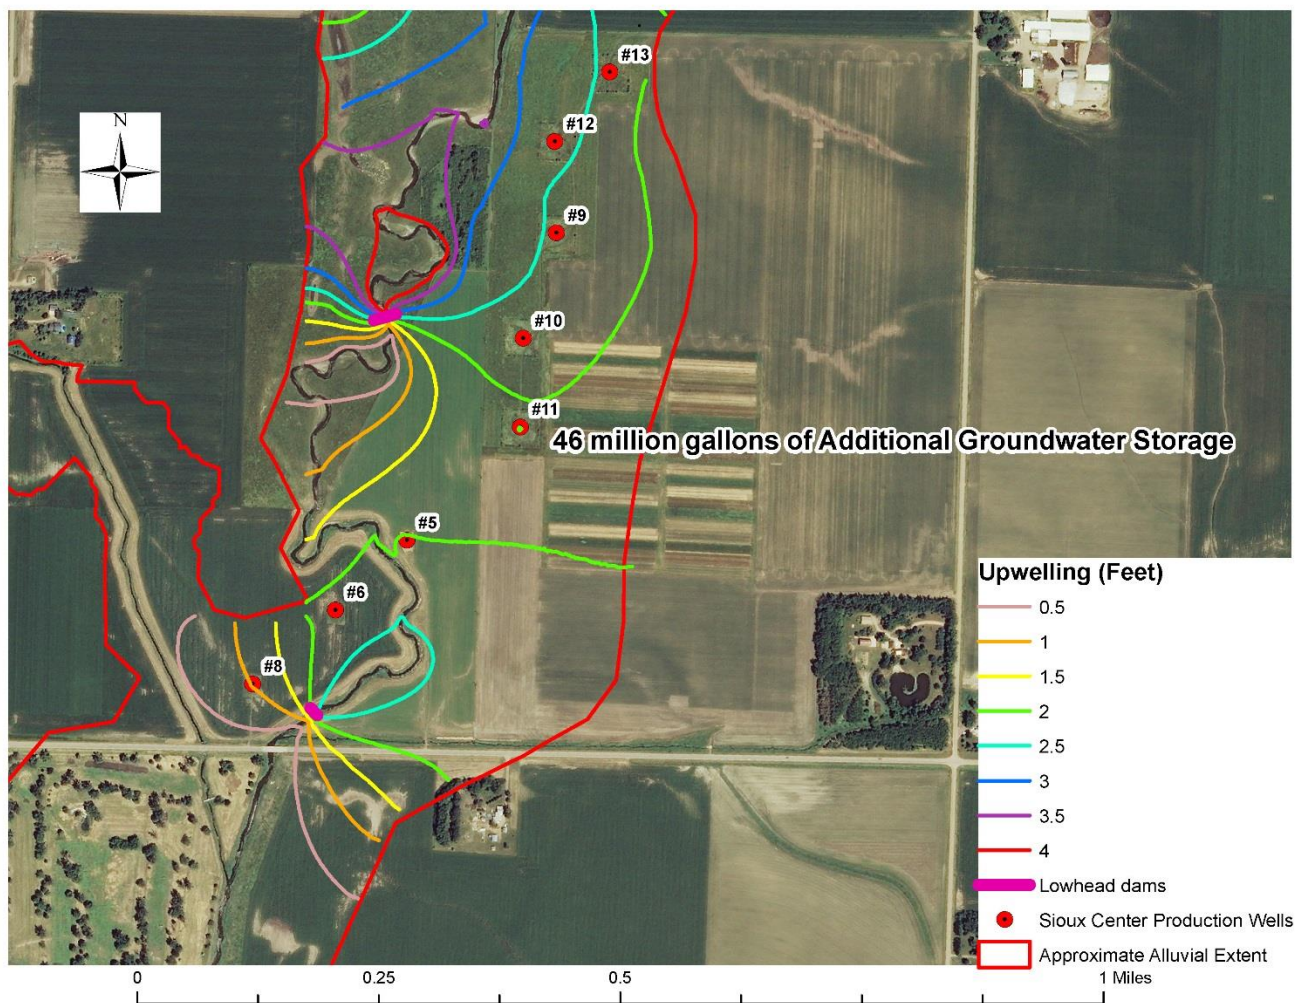 N
#13
#12
#9
#10
#11
46 million gallons of Additional Groundwater Storage
#5
#6
#8
Upwelling (Feet)
0.5
1
1.5
2
2.5
3
3.5
4
Lowhead dams
Sioux Center Production Wells
Approximate Alluvial Extent
0 0.25 0.5 1 Miles